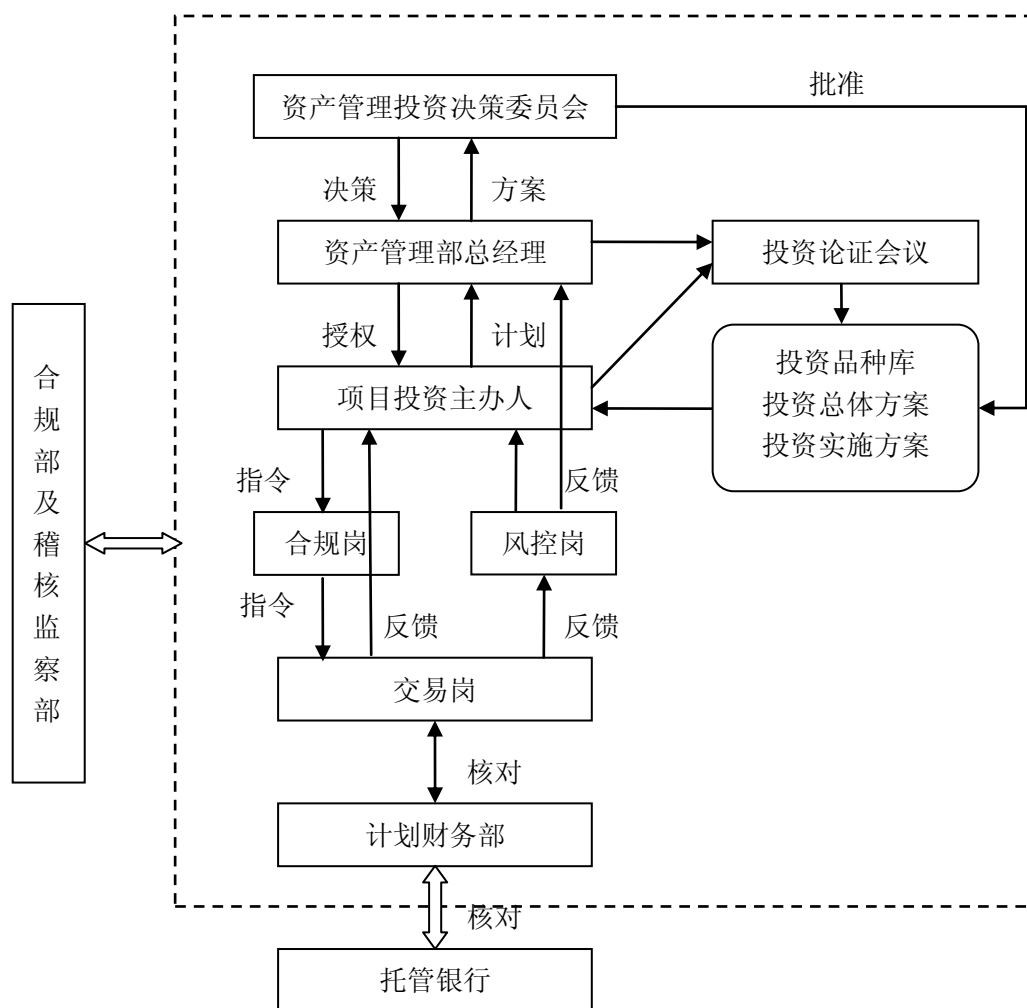 批准
资产管理投资决策委员会
决策
方案
资产管理部总经理
投资论证会议
授权
计划
项目投资主办人
投资品种库
投资总体方案
投资实施方案
合规部及稽核监察部
指令
反馈
合规岗
风控岗
指令
反馈
反馈
交易岗
核对
计划财务部
核对
托管银行